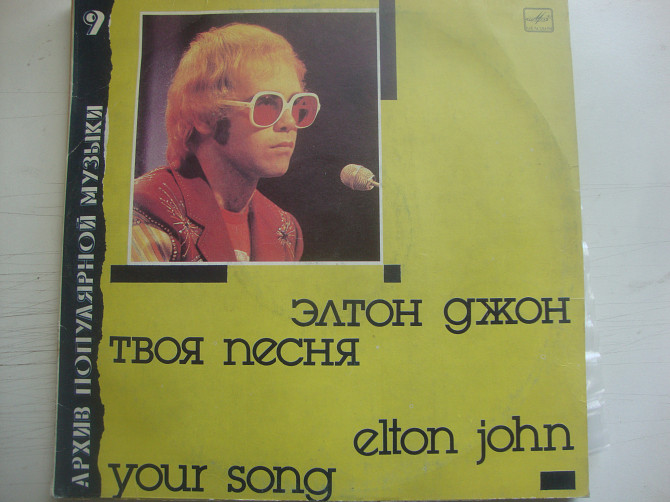 9
АРХИВ ПОПУЛЯРНОЙ МУЗЫКИ
элтон джон
твоя песня
elton john
your song